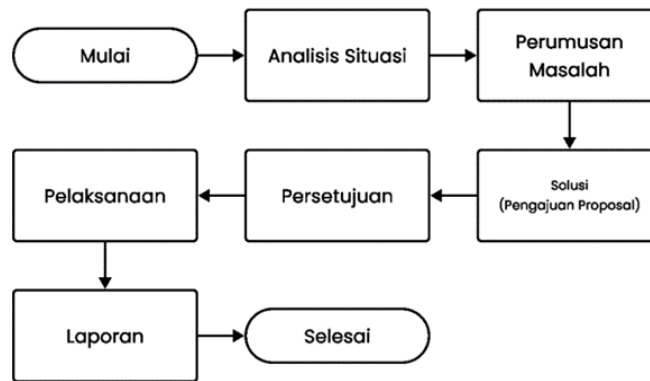 Mulai
Analisis Situasi
Perumusan
Masalah
Solusi
(Pengajuan Proposal)
Persetujuan
Pelaksanaan
Laporan
Selesai